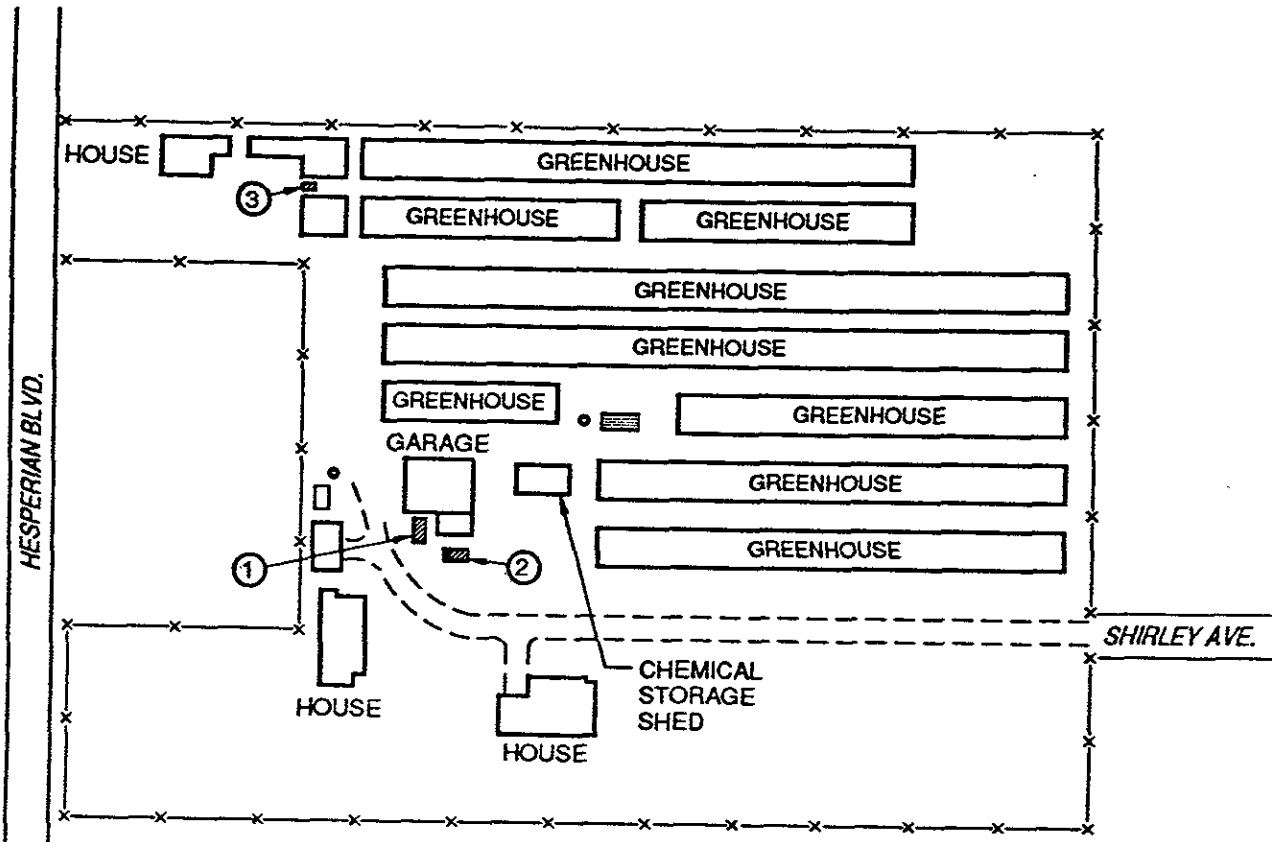 HOUSE
GREENHOUSE
3
GREENHOUSE
GREENHOUSE
GREENHOUSE
GREENHOUSE
HESPERIAN BLVD.
GREENHOUSE
GREENHOUSE
GARAGE
GREENHOUSE
GREENHOUSE
1
2
SHIRLEY AVE.
CHEMICAL
STORAGE
SHED
HOUSE
HOUSE